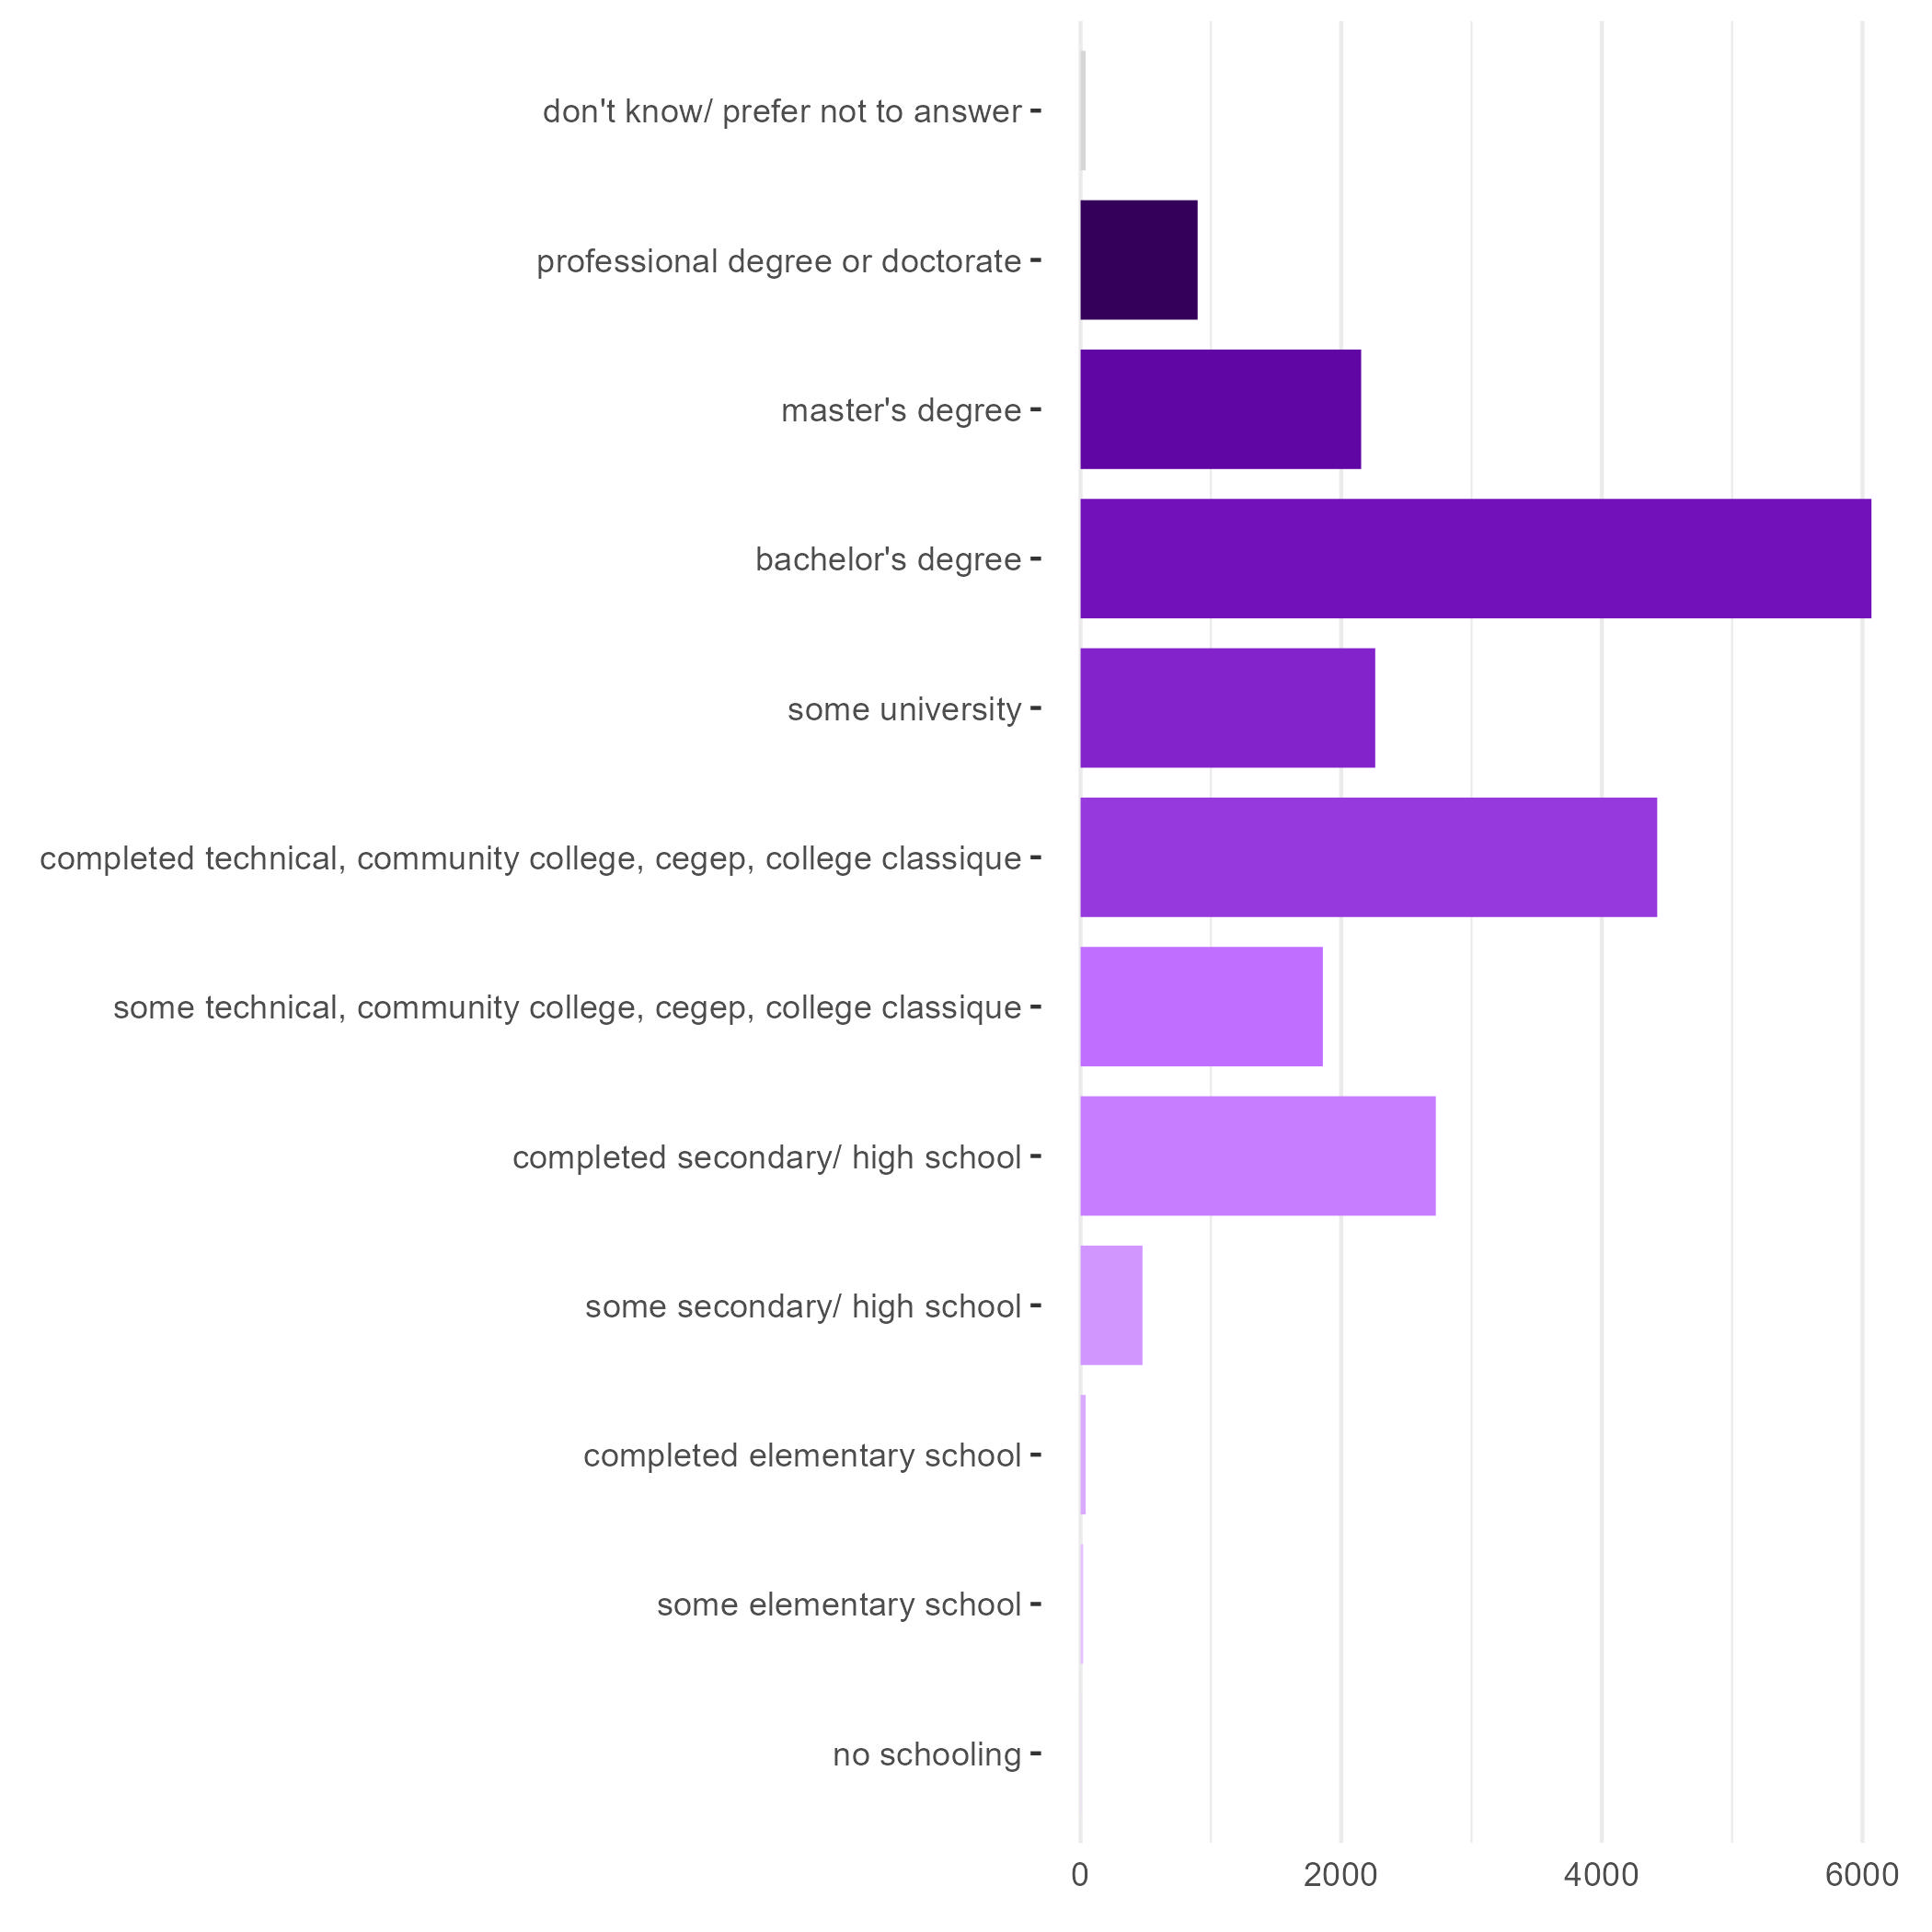 don't know/ prefer not to answer
professional degree or doctorate
master's degree
bachelor's degree
some university
completed technical, community college, cegep, college classique
some technical, community college, cegep, college classique
completed secondary/ high school
some secondary/ high school
completed elementary school
some elementary school
no schooling
0 2000 4000 6000